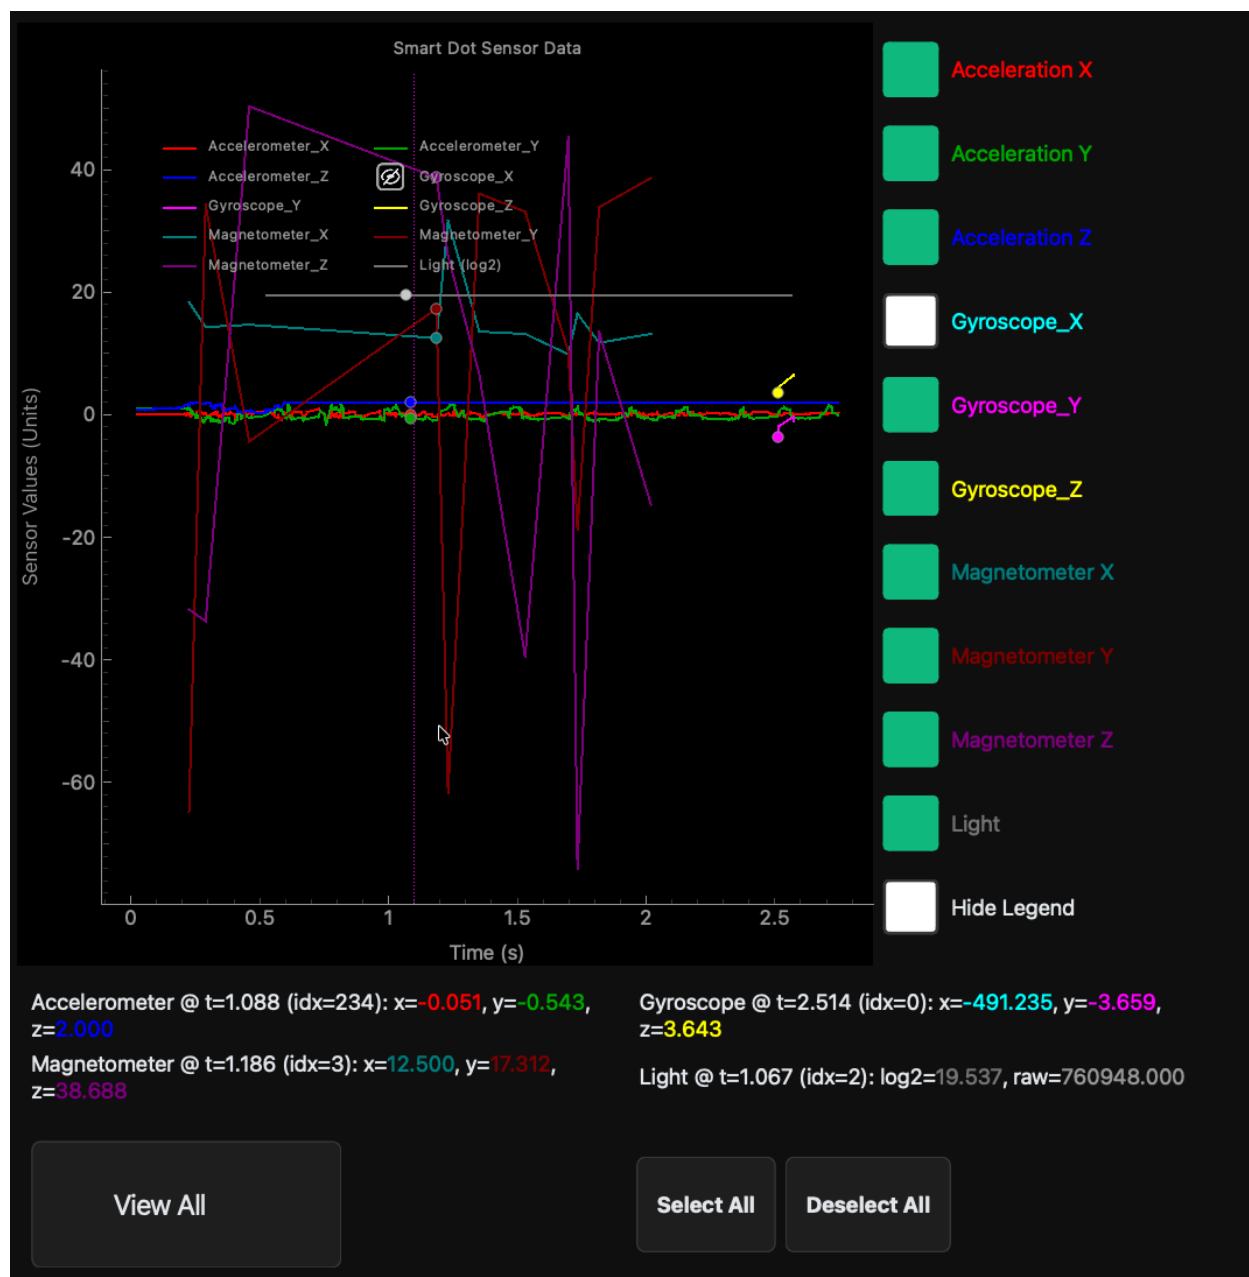 Smart Dot Sensor Data
Accelerometer_X
Accelerometer_Y
Accelerometer_Z
Gyroscope_X
Gyroscope_Y
Gyroscope_Z
Magnetometer_X
Magnetometer_Y
Magnetometer_Z
Light (log2)
Sensor Values (Units)
40
20
0
-20
-40
-60
0
0.5
1
1.5
2
2.5
Time (s)
Acceleration X
Acceleration Y
Acceleration Z
Gyroscope_X
Gyroscope_Y
Gyroscope_Z
Magnetometer X
Magnetometer Y
Magnetometer Z
Light
Hide Legend
Accelerometer @ t=1.088 (idx=234): x=-0.051, y=-0.543,
z=2.000
Magnetometer @ t=1.186 (idx=3): x=12.500, y=17.312,
z=38.688
Gyroscope @ t=2.514 (idx=0): x=-491.235, y=-3.659,
z=3.643
Light @ t=1.067 (idx=2): log2=19.537, raw=760948.000
View All
Select All
Deselect All